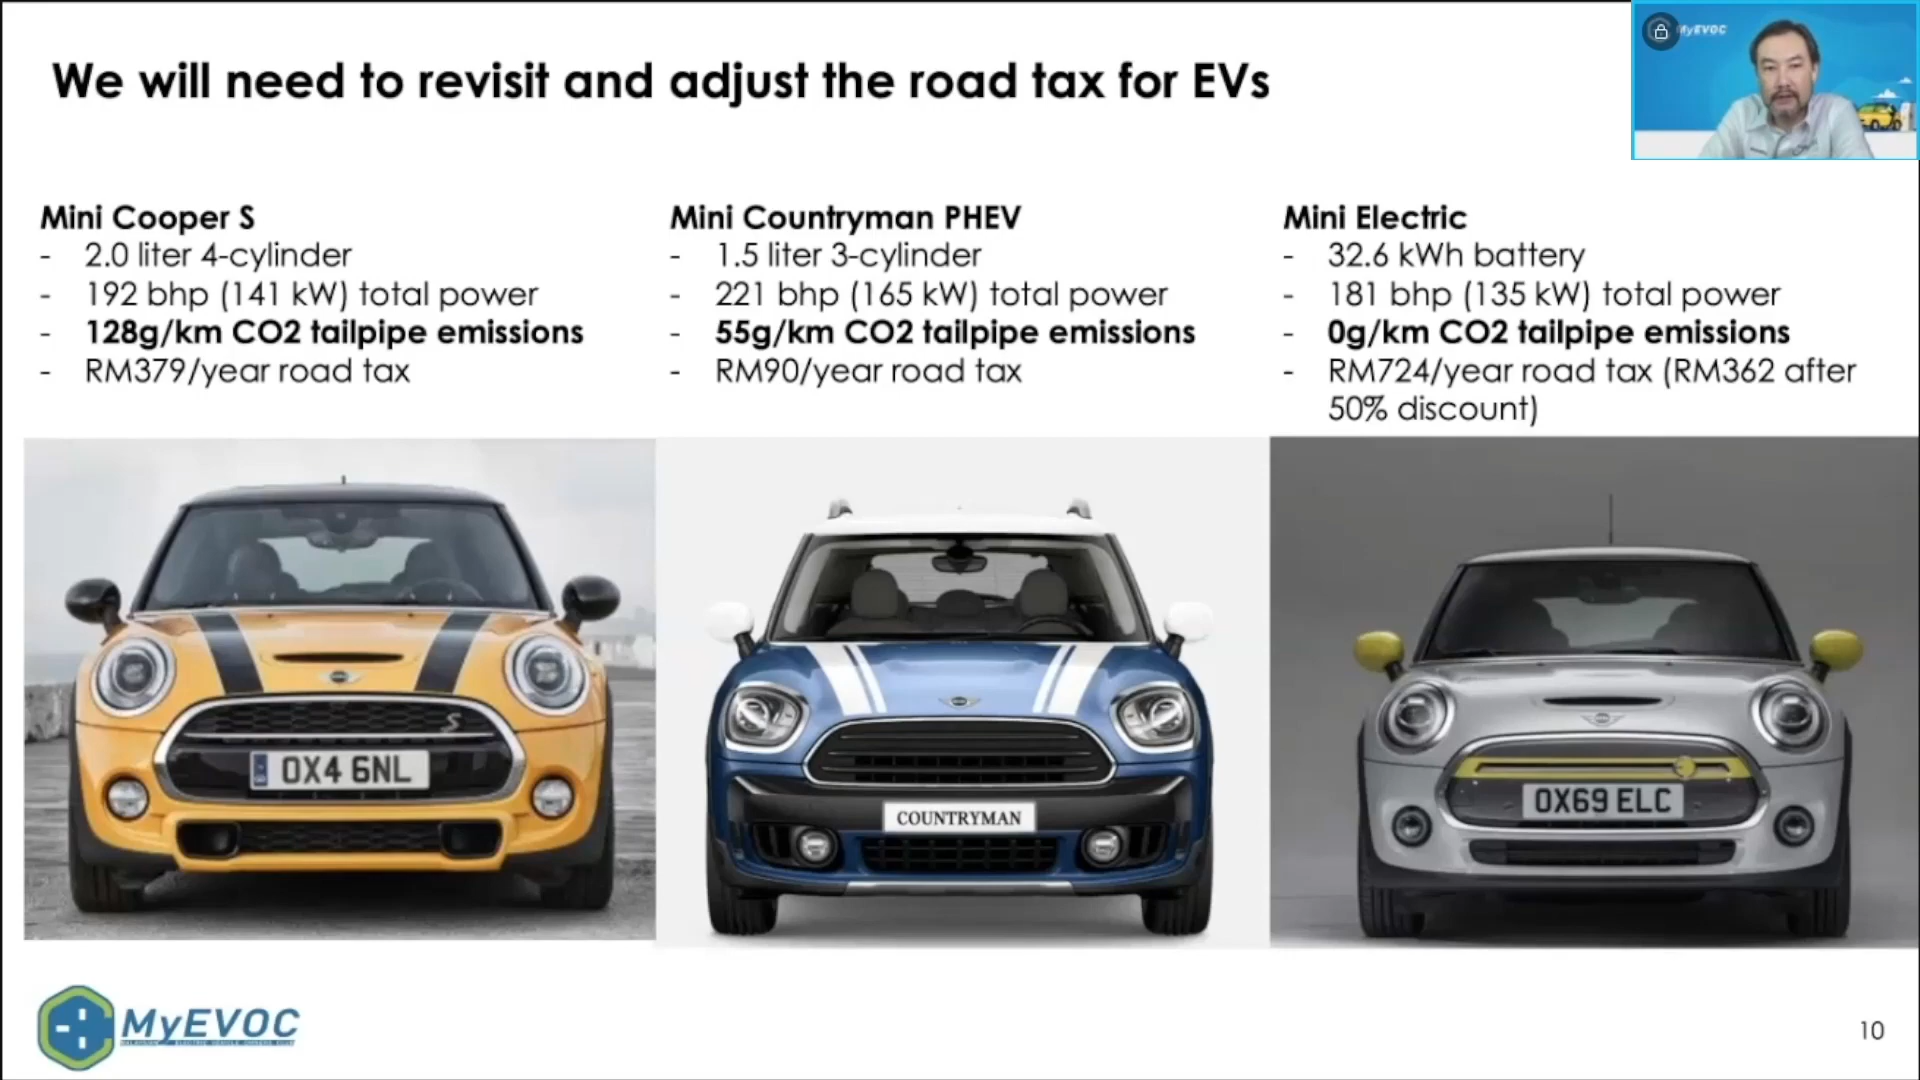 We will need to revisit and adjust the road tax for EVs
MyEVOC
Mini Cooper S
- 2.0 liter 4-cylinder
- 192 bhp (141 kW) total power
- 128g/km CO2 tailpipe emissions
- RM379/year road tax
Mini Countryman PHEV
- 1.5 liter 3-cylinder
- 221 bhp (165 kW) total power
- 55g/km CO2 tailpipe emissions
- RM90/year road tax
Mini Electric
- 32.6 kWh battery
- 181 bhp (135 kW) total power
- 0g/km CO2 tailpipe emissions
- RM724/year road tax (RM362 after
50% discount)
S
OX4 6NL
COUNTRYMAN
OX69 ELC
MyEVOC
10